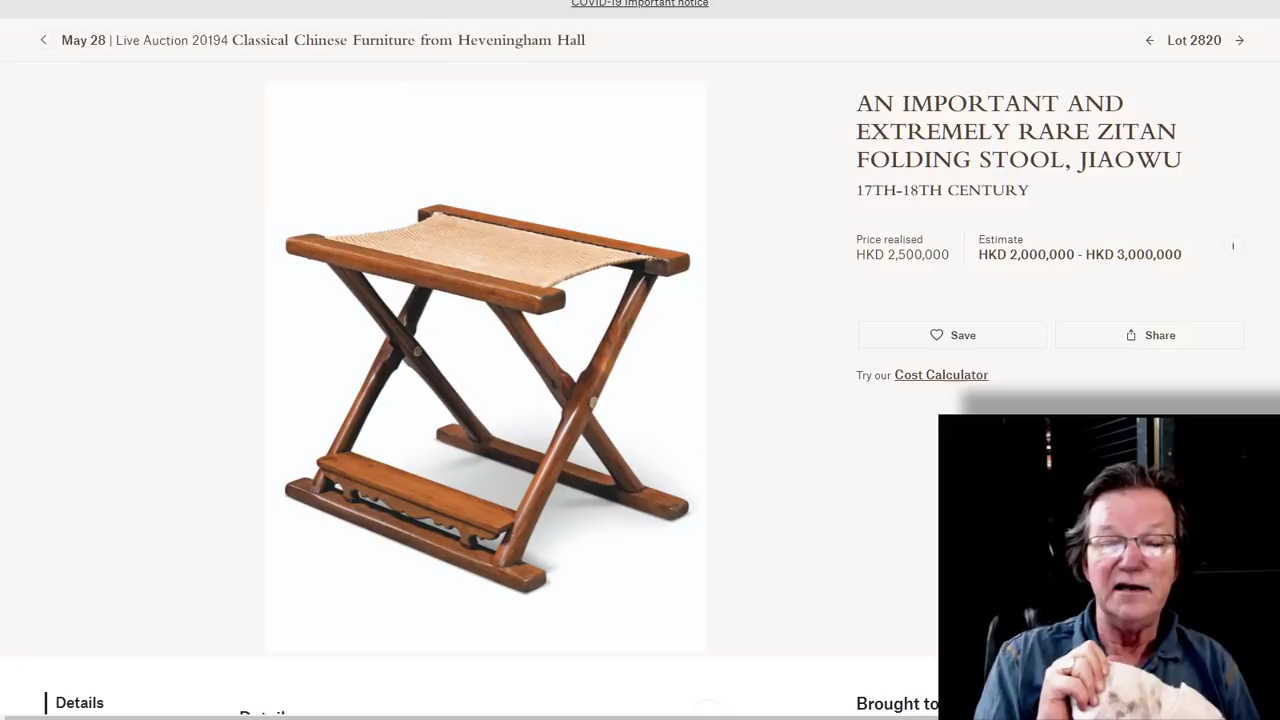 COVID-19 Important notice
May 28 | Live Auction 20194 Classical Chinese Furniture from Heveningham Hall
Lot 2820
AN IMPORTANT AND
EXTREMELY RARE ZITAN
FOLDING STOOL, JIAOWU
17TH-18TH CENTURY
Price realised
HKD 2,500,000
Estimate
HKD 2,000,000 - HKD 3,000,000
i
Save
Share
Try our Cost Calculator
Details
Details
Brought to